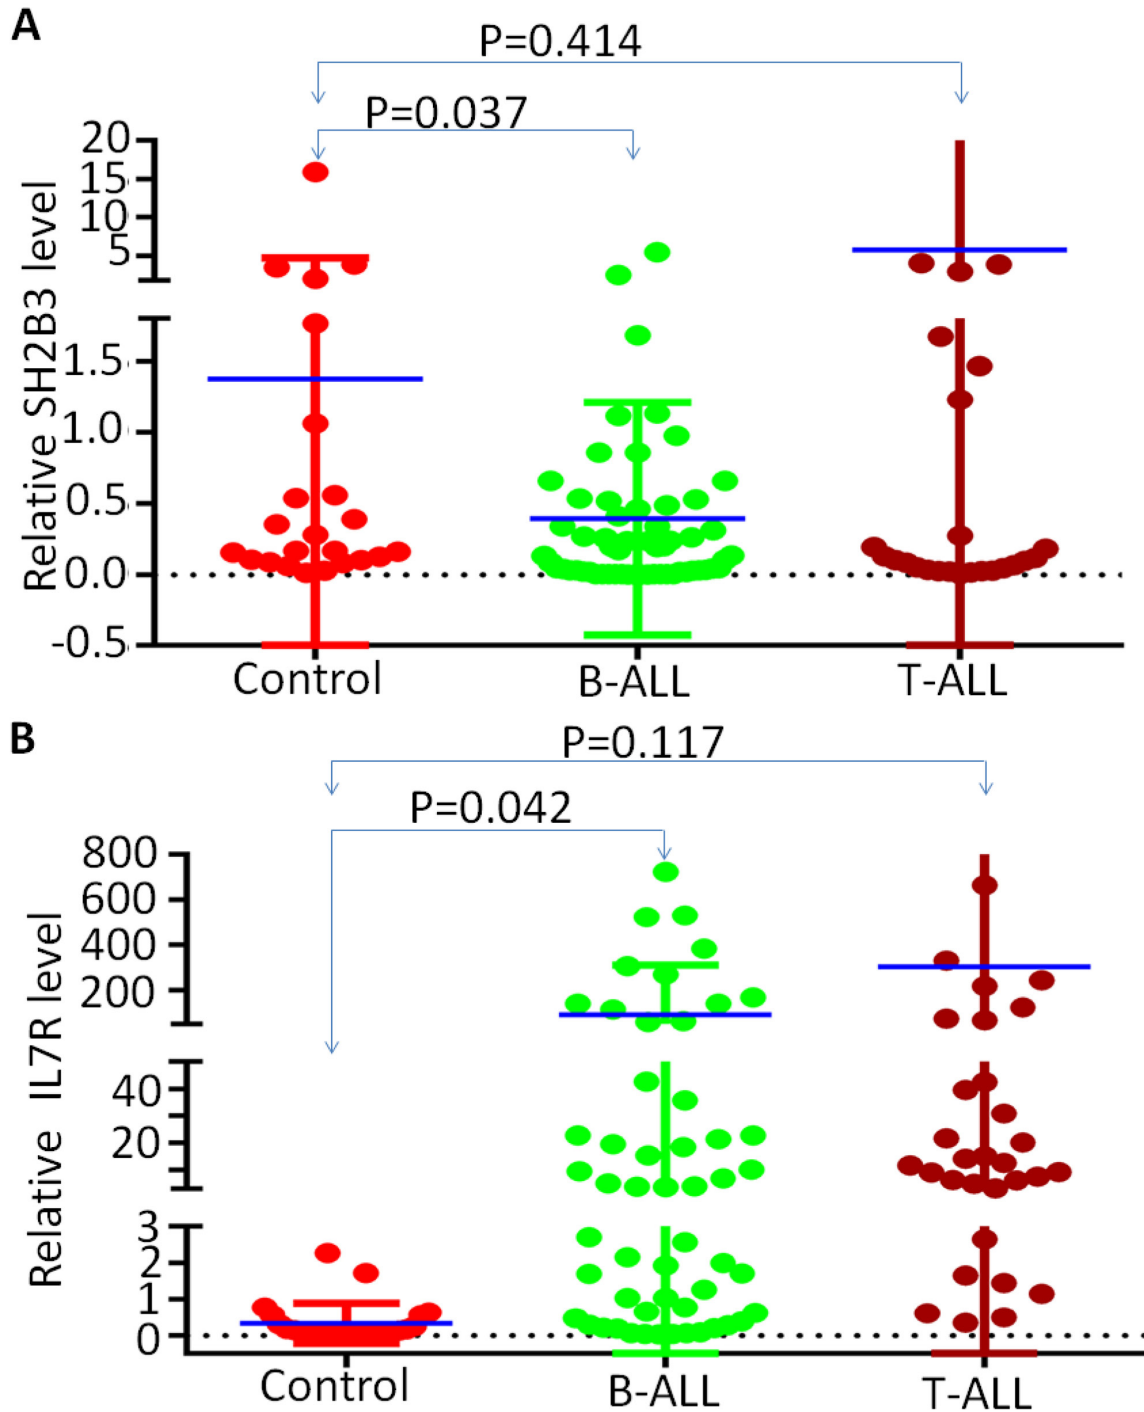 A
P=0.414
P=0.037
Relative SH2B3 level
20
15
10
5
1.5
1.0
0.5
0.0
-0.5
Control B-ALL T-ALL
B
P=0.117
P=0.042
Relative IL7R level
800
600
400
200
40
20
3
2
1
0
Control B-ALL T-ALL